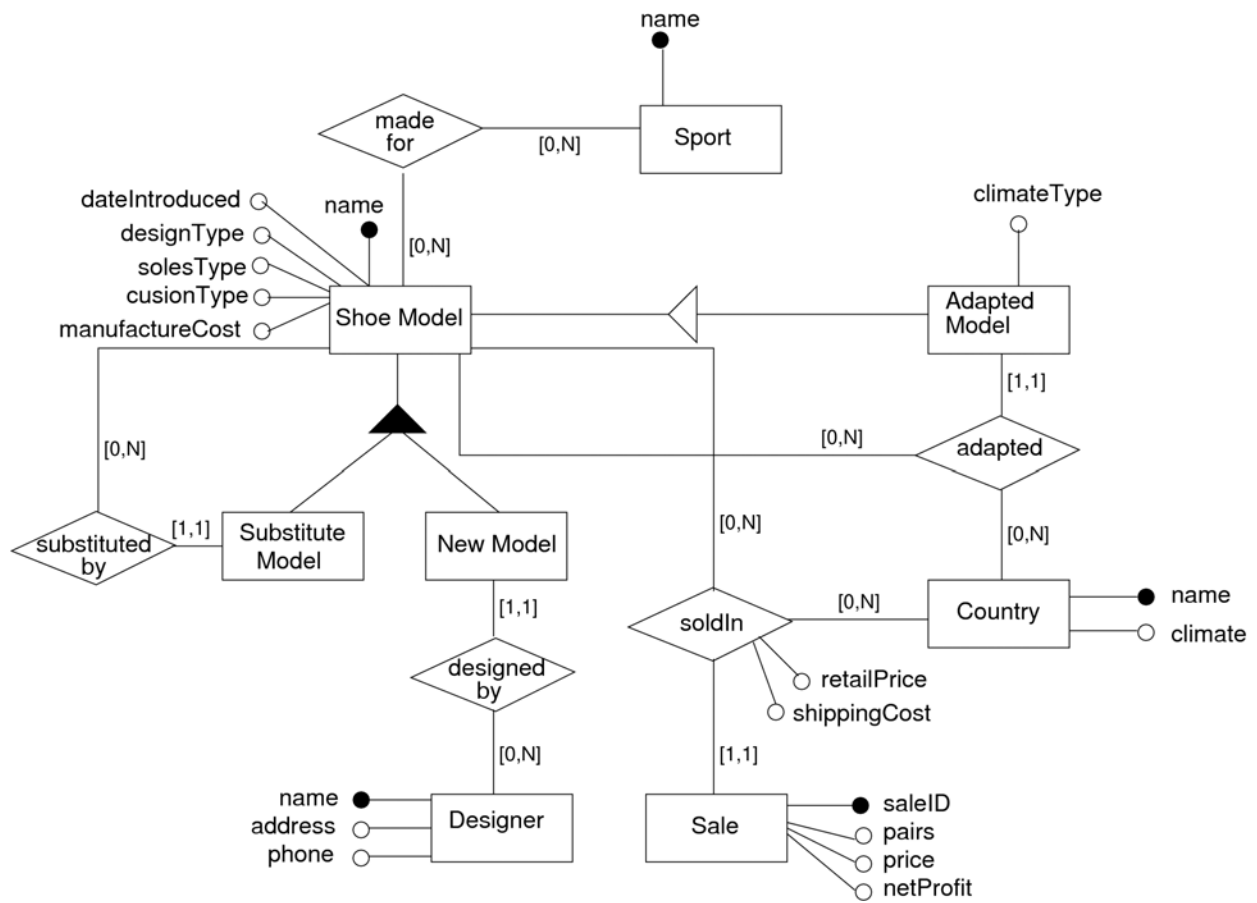 name
made
for
[0,N]
Sport
dateIntroduced
name
climateType
designType
[0,N]
solesType
cusionType
manufactureCost
Shoe Model
Adapted
Model
[1,1]
[0,N]
[0,N]
adapted
[1,1]
[0,N]
[0,N]
substituted
by
Substitute
Model
New Model
[1,1]
[0,N]
soldIn
Country
name
climate
designed
by
retailPrice
shippingCost
[0,N]
[1,1]
name
address
phone
Designer
Sale
saleID
pairs
price
netProfit